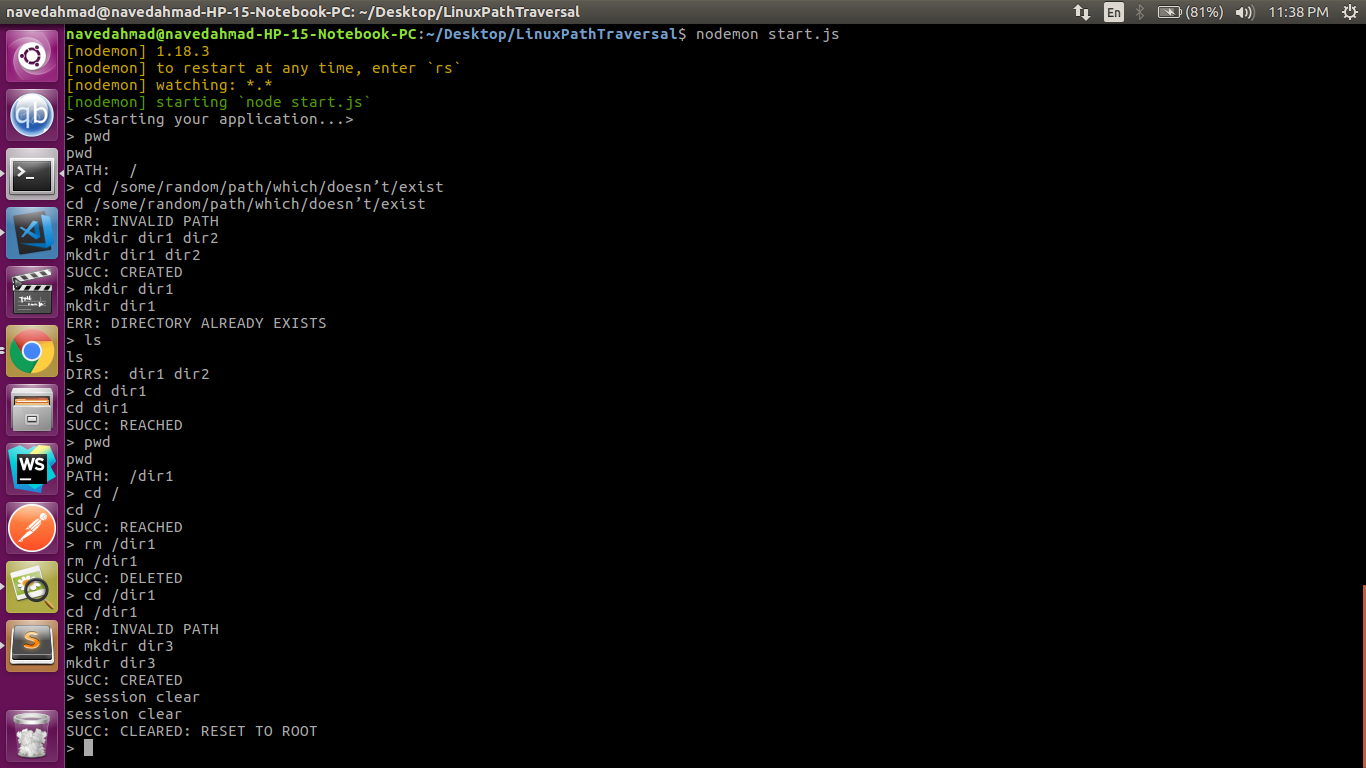 navedahmad@navedahmad-HP-15-Notebook-PC: ~/Desktop/LinuxPathTraversal
En (81%) 11:38 PM
navedahmad@navedahmad-HP-15-Notebook-PC:~/Desktop/LinuxPathTraversal$ nodemon start.js
[nodemon] 1.18.3
[nodemon] to restart at any time, enter `rs`
[nodemon] watching: *.*
[nodemon] starting `node start.js`
> <Starting your application...>
> pwd
pwd
PATH:  /
> cd /some/random/path/which/doesn’t/exist
cd /some/random/path/which/doesn’t/exist
ERR: INVALID PATH
> mkdir dir1 dir2
mkdir dir1 dir2
SUCC: CREATED
> mkdir dir1
mkdir dir1
ERR: DIRECTORY ALREADY EXISTS
> ls
ls
DIRS:  dir1 dir2
> cd dir1
cd dir1
SUCC: REACHED
> pwd
pwd
PATH:  /dir1
> cd /
cd /
SUCC: REACHED
> rm /dir1
rm /dir1
SUCC: DELETED
> cd /dir1
cd /dir1
ERR: INVALID PATH
> mkdir dir3
mkdir dir3
SUCC: CREATED
> session clear
session clear
SUCC: CLEARED: RESET TO ROOT
>
qb
>_
WS
S